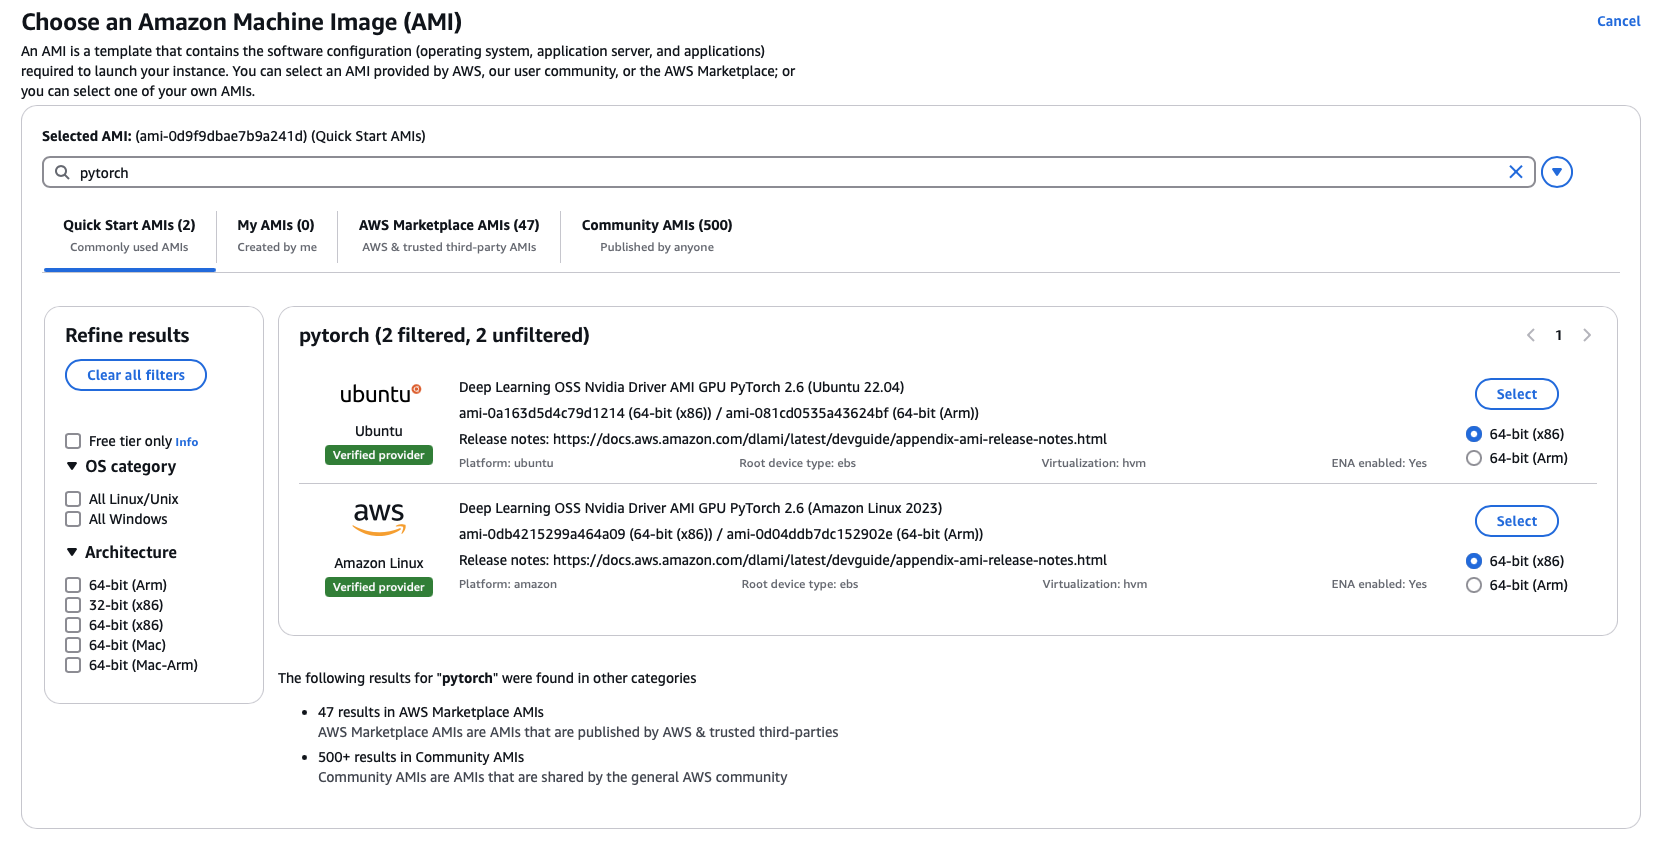 Choose an Amazon Machine Image (AMI)
Cancel
An AMI is a template that contains the software configuration (operating system, application server, and applications)
required to launch your instance. You can select an AMI provided by AWS, our user community, or the AWS Marketplace; or
you can select one of your own AMIs.
Selected AMI: (ami-0d9f9dbae7b9a241d) (Quick Start AMIs)
pytorch
Quick Start AMIs (2)
Commonly used AMIs
My AMIs (0)
Created by me
AWS Marketplace AMIs (47)
AWS & trusted third-party AMIs
Community AMIs (500)
Published by anyone
Refine results
Clear all filters
Free tier only Info
OS category
All Linux/Unix
All Windows
Architecture
64-bit (Arm)
32-bit (x86)
64-bit (x86)
64-bit (Mac)
64-bit (Mac-Arm)
pytorch (2 filtered, 2 unfiltered)
1
ubuntu
Ubuntu
Verified provider
Deep Learning OSS Nvidia Driver AMI GPU PyTorch 2.6 (Ubuntu 22.04)
ami-0a163d5d4c79d1214 (64-bit (x86)) / ami-081cd0535a43624bf (64-bit (Arm))
Release notes: https://docs.aws.amazon.com/dlami/latest/devguide/appendix-ami-release-notes.html
Platform: ubuntu Root device type: ebs Virtualization: hvm ENA enabled: Yes
Select
64-bit (x86)
64-bit (Arm)
aws
Amazon Linux
Verified provider
Deep Learning OSS Nvidia Driver AMI GPU PyTorch 2.6 (Amazon Linux 2023)
ami-0db4215299a464a09 (64-bit (x86)) / ami-0d04ddb7dc152902e (64-bit (Arm))
Release notes: https://docs.aws.amazon.com/dlami/latest/devguide/appendix-ami-release-notes.html
Platform: amazon Root device type: ebs Virtualization: hvm ENA enabled: Yes
Select
64-bit (x86)
64-bit (Arm)
The following results for "pytorch" were found in other categories
• 47 results in AWS Marketplace AMIs
AWS Marketplace AMIs are AMIs that are published by AWS & trusted third-parties
• 500+ results in Community AMIs
Community AMIs are AMIs that are shared by the general AWS community